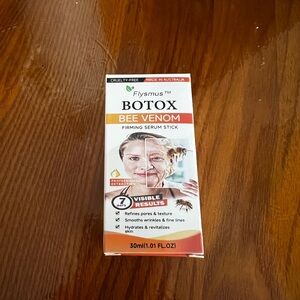 CRUELTY-FREE MADE IN AUSTRALIA
Flysmus™
BOTOX
BEE VENOM
FIRMING SERUM STICK
7
VISIBLE
RESULTS
Refines pores & texture
Smooths wrinkles & fine lines
Hydrates & revitalizes
skin
30ml(1.01 FL.OZ)